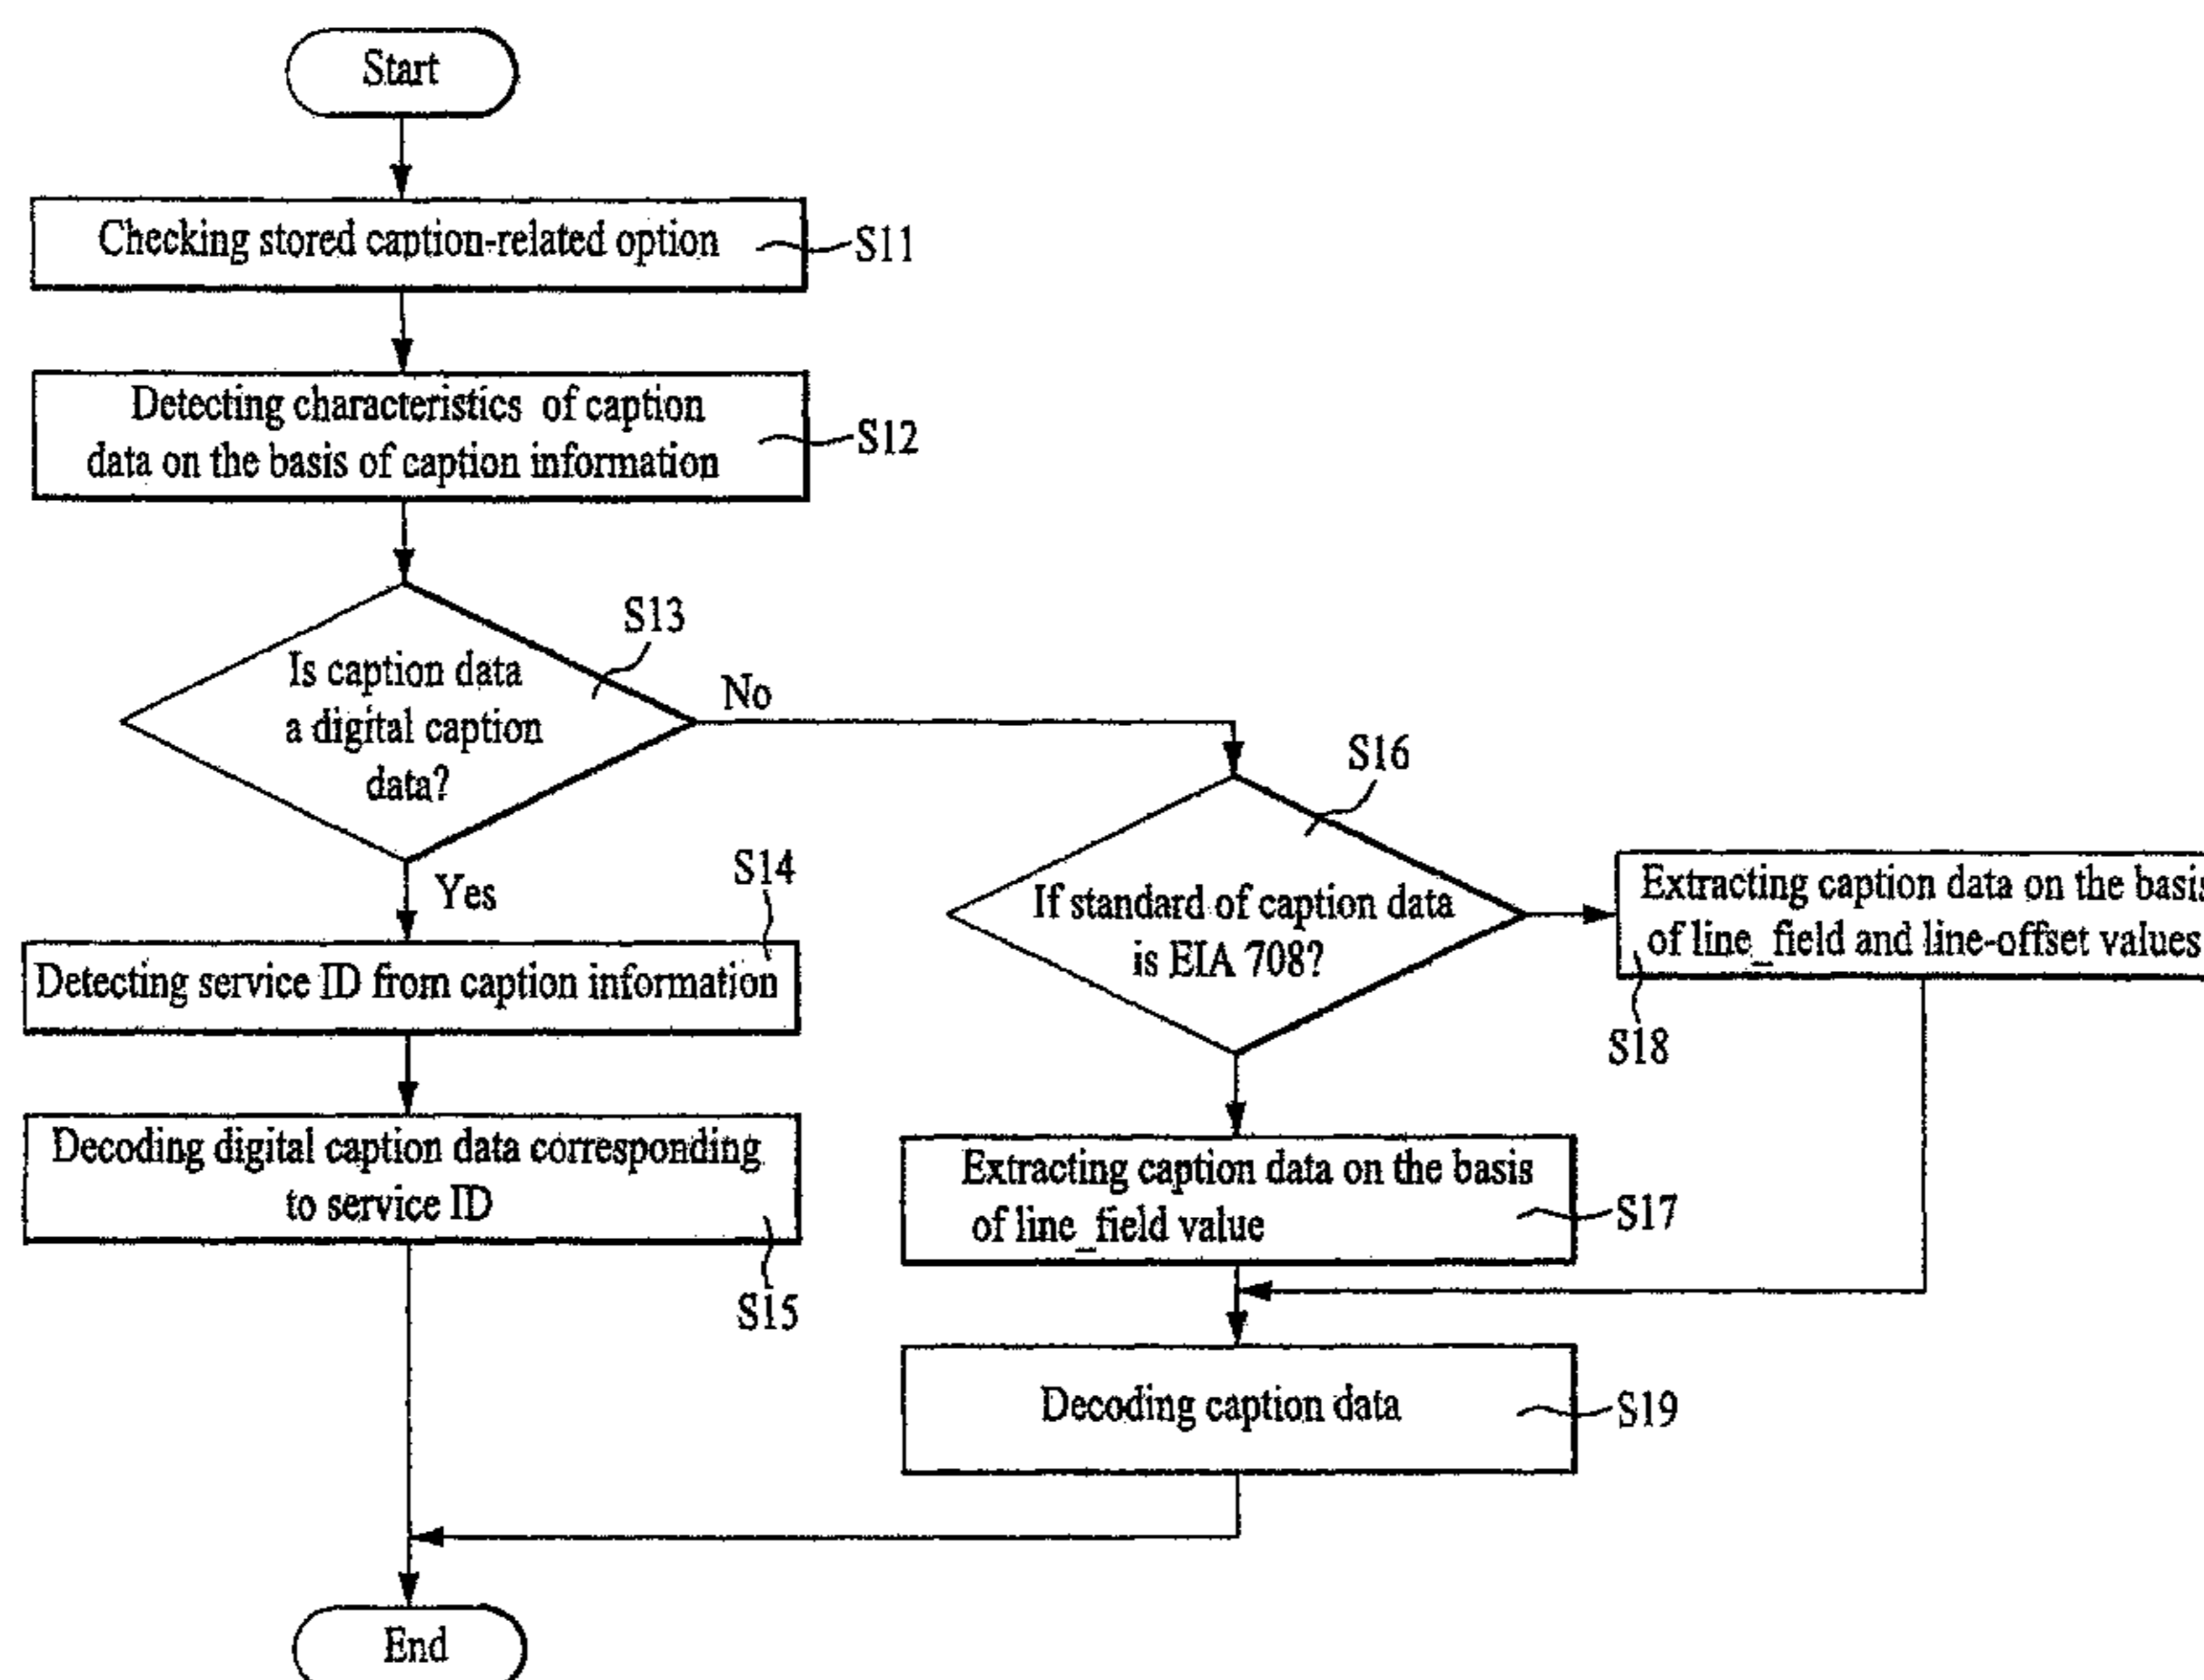 Start
Checking stored caption-related option
S11
Detecting characteristics of caption
data on the basis of caption information
S12
S13
Is caption data
a digital caption
data?
No
Yes
S14
Detecting service ID from caption information
Decoding digital caption data corresponding
to service ID
S15
S16
If standard of caption data
is EIA 708?
Extracting caption data on the basis
of line_field and line-offset values
S18
Extracting caption data on the basis
of line_field value
S17
Decoding caption data
S19
End